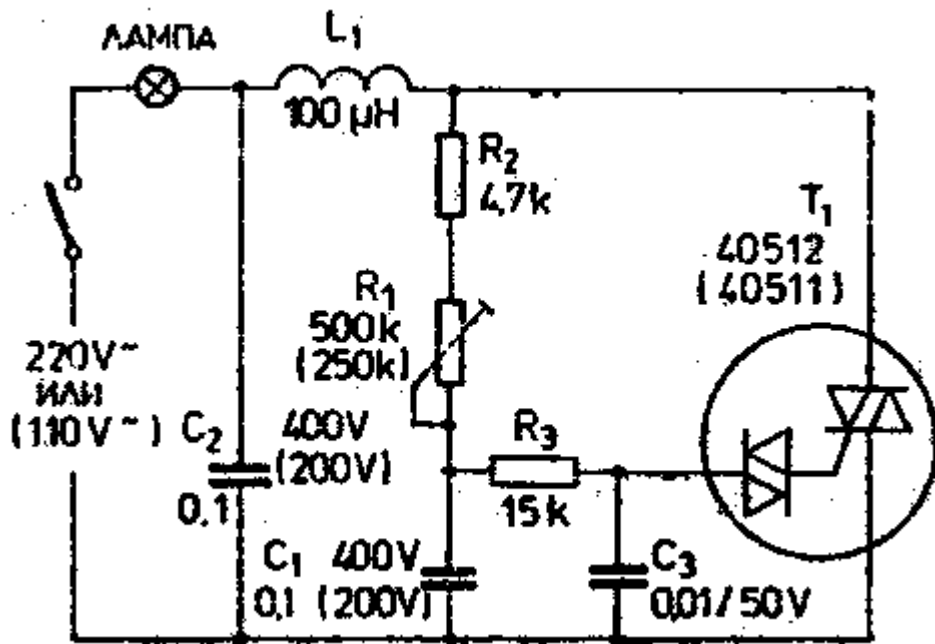 ЛАМПА
L1
100 µH
R2
4,7k
T1
40512
(40511)
R1
500k
(250k)
220V~
ИЛИ
(110V~)
C2
0,1
400V
(200V)
R3
15k
C1 400V
0,1 (200V)
C3
0,01/50V